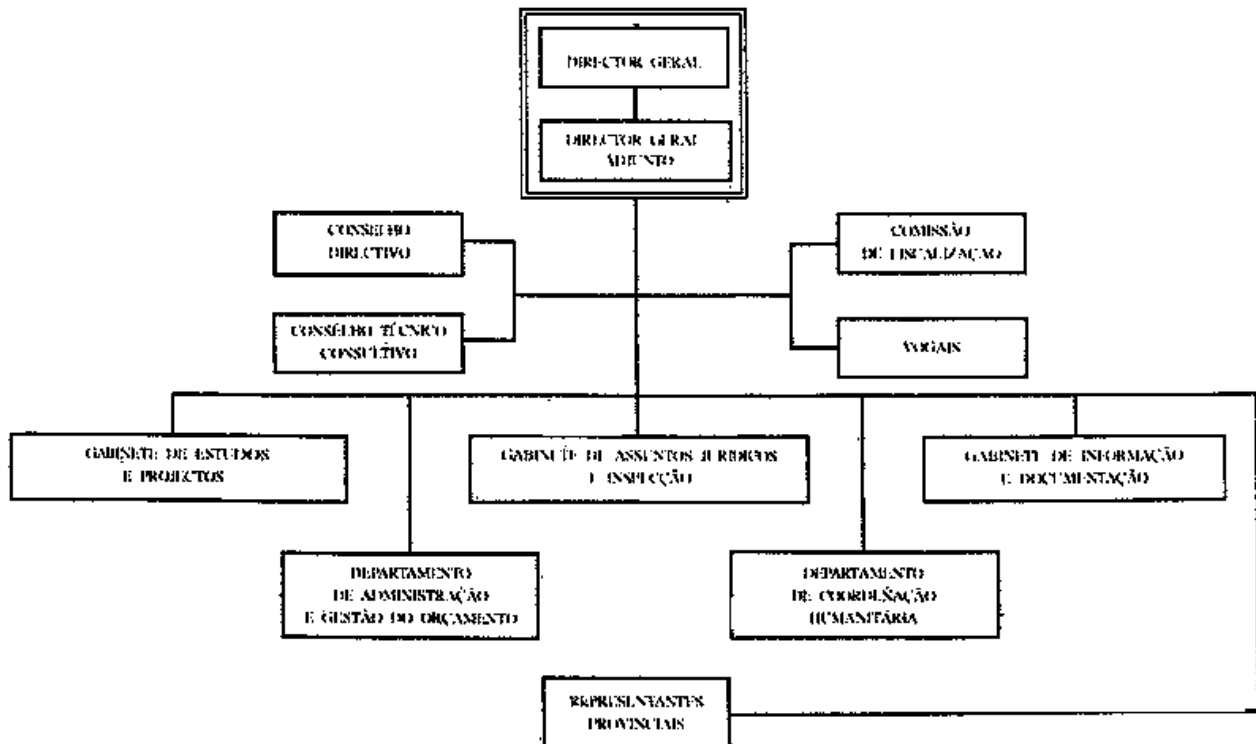 DIRECTOR GERAL
DIRECTOR GERAL
ADJUNTO
CONSELHO
DIRECTIVO
COMISSÃO
DE FISCALIZAÇÃO
CONSELHO TÉCNICO
CONSULTIVO
VOGAIS
GABINETE DE ESTUDOS
E PROJECTOS
GABINETE DE ASSUNTOS JURÍDICOS
E INSPECÇÃO
GABINETE DE INFORMAÇÃO
E DOCUMENTAÇÃO
DEPARTAMENTO
DE ADMINISTRAÇÃO
E GESTÃO DO ORÇAMENTO
DEPARTAMENTO
DE COORDENAÇÃO
HUMANITÁRIA
REPRESENTANTES
PROVINCIAIS